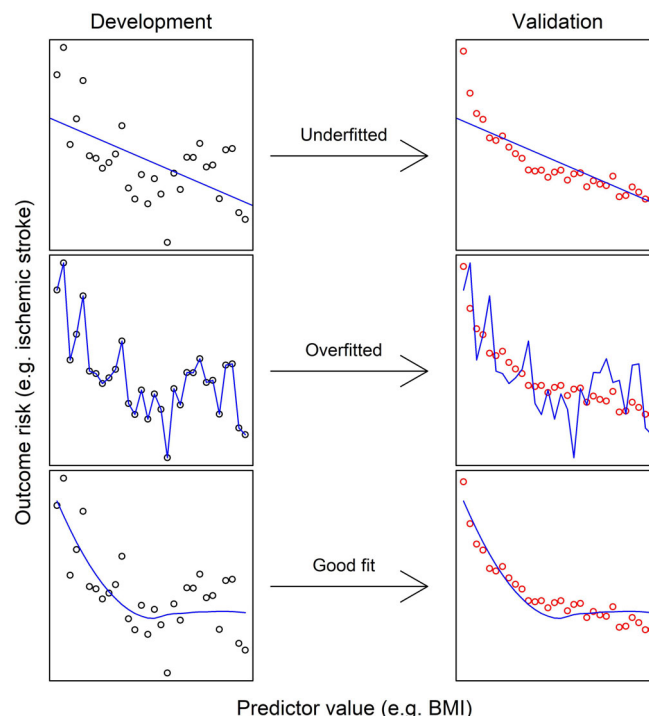 Development
Validation
Underfitted
Overfitted
Good fit
Outcome risk (e.g. ischemic stroke)
Predictor value (e.g. BMI)